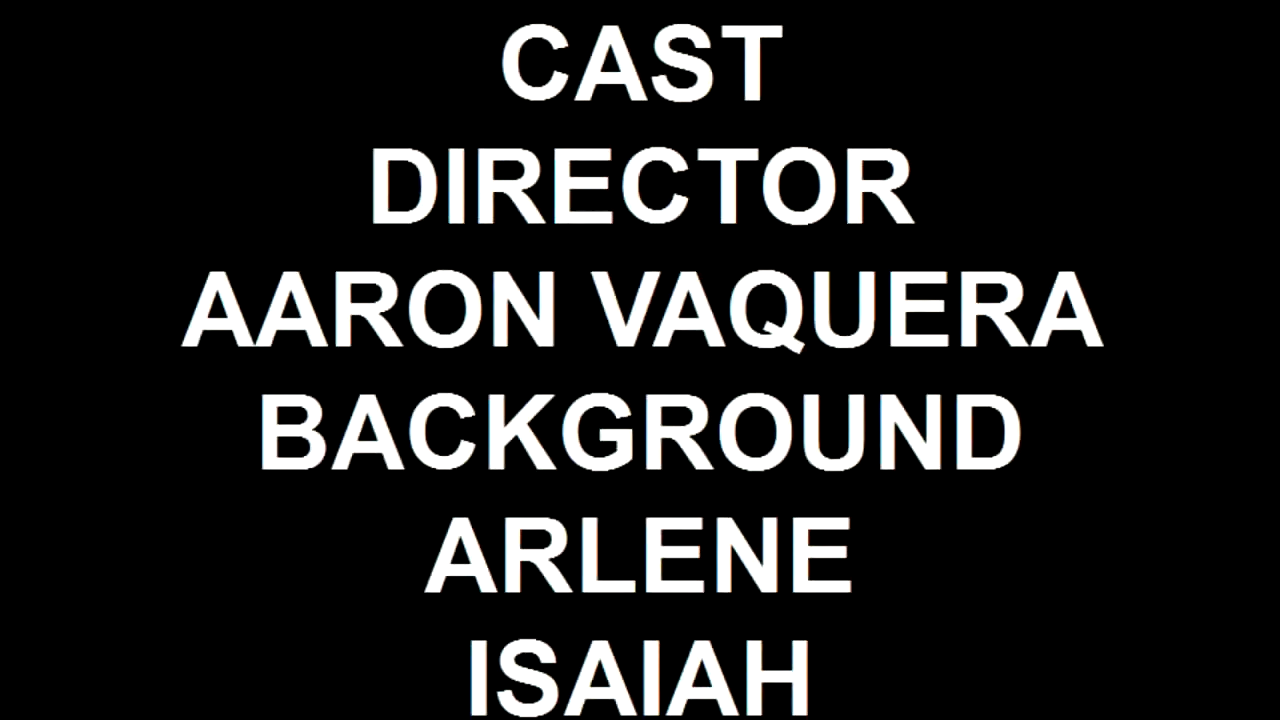 CAST
DIRECTOR
AARON VAQUERA
BACKGROUND
ARLENE
ISAIAH